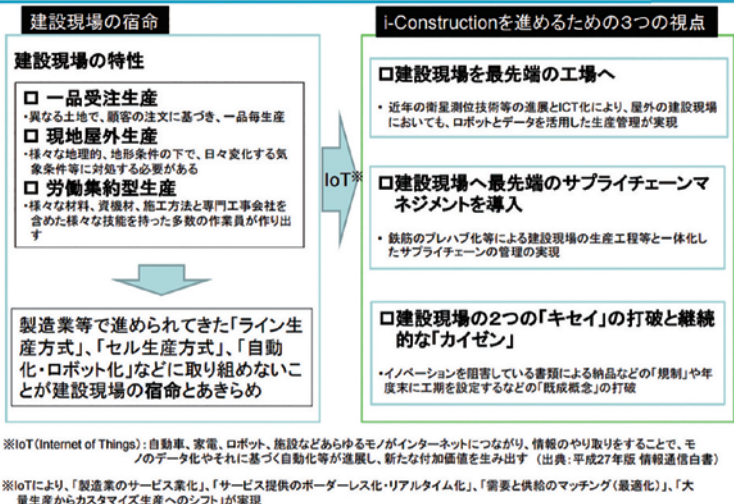 建設現場の宿命
建設現場の特性
□ 一品受注生産
・異なる土地で、顧客の注文に基づき、一品毎生産
□ 現地屋外生産
・様々な地理的、地形条件の下で、日々変化する気
象条件等に対処する必要がある
□ 労働集約型生産
・様々な材料、資機材、施工方法と専門工事会社を
含めた様々な技能を持った多数の作業員が作り出
す
製造業等で進められてきた「ライン生
産方式」、「セル生産方式」、「自動
化・ロボット化」などに取り組めないこ
とが建設現場の宿命とあきらめ
IoT※
i-Constructionを進めるための3つの視点
□建設現場を最先端の工場へ
・ 近年の衛星測位技術等の進展とICT化により、屋外の建設現場
においても、ロボットとデータを活用した生産管理が実現
□建設現場へ最先端のサプライチェーンマ
ネジメントを導入
・ 鉄筋のプレハブ化等による建設現場の生産工程等と一体化し
たサプライチェーンの管理の実現
□建設現場の2つの「キセイ」の打破と継続
的な「カイゼン」
・イノベーションを阻害している書類による納品などの「規制」や年
度末に工期を設定するなどの「既成概念」の打破
※IoT(Internet of Things):自動車、家電、ロボット、施設などあらゆるモノがインターネットにつながり、情報のやり取りをすることで、モ
ノのデータ化やそれに基づく自動化等が進展し、新たな付加価値を生み出す (出典:平成27年版 情報通信白書)
※IoTにより、「製造業のサービス業化」、「サービス提供のボーダーレス化・リアルタイム化」、「需要と供給のマッチング(最適化)」、「大
量生産からカスタマイズ生産へのシフト」が実現